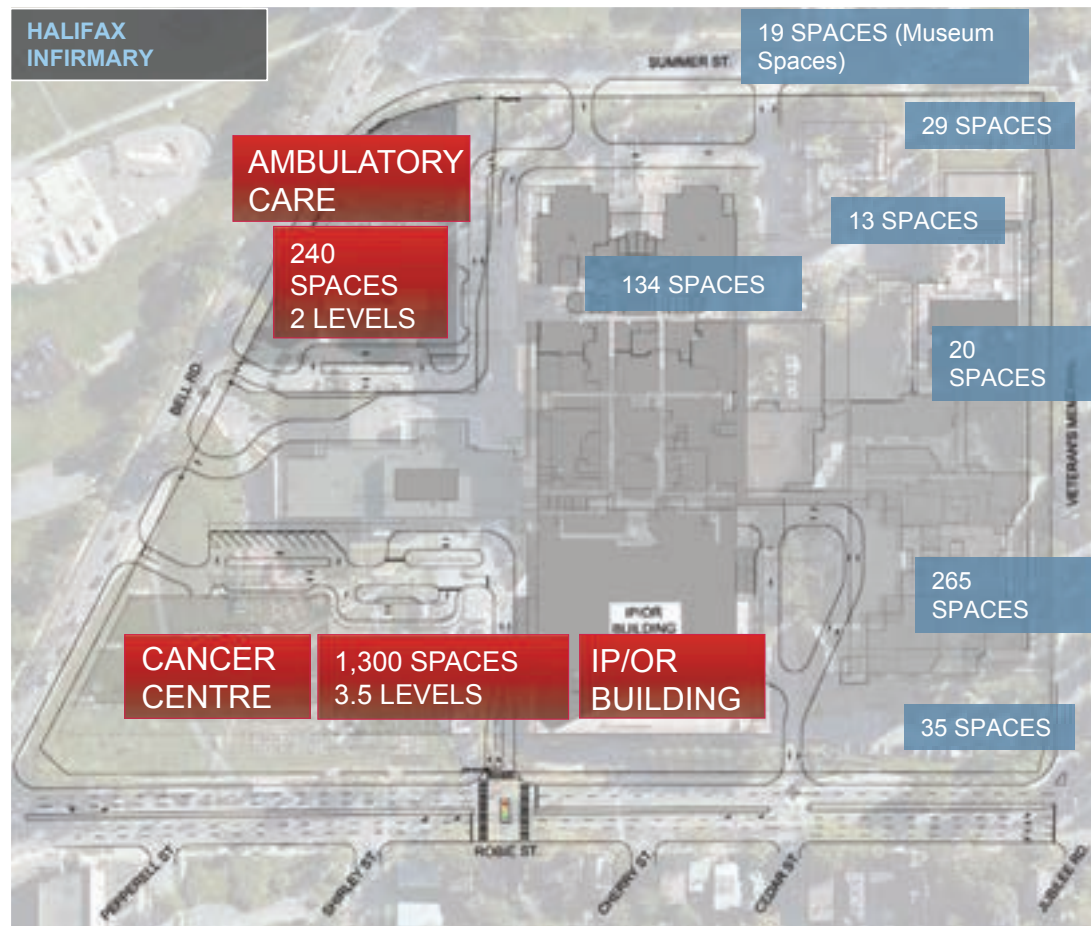 HALIFAX
INFIRMARY
19 SPACES (Museum
Spaces)
SUMMER ST.
29 SPACES
AMBULATORY
CARE
13 SPACES
240
SPACES
2 LEVELS
134 SPACES
20
SPACES
BELL RD.
VETERAN'S
265
SPACES
IP/OR
BUILDING
CANCER
CENTRE
1,300 SPACES
3.5 LEVELS
IP/OR
BUILDING
35 SPACES
ROBIE ST.
PEPPERELL ST.
SHIRLEY ST.
CHERRY ST.
CEDAR ST.
JUBILEE RD.